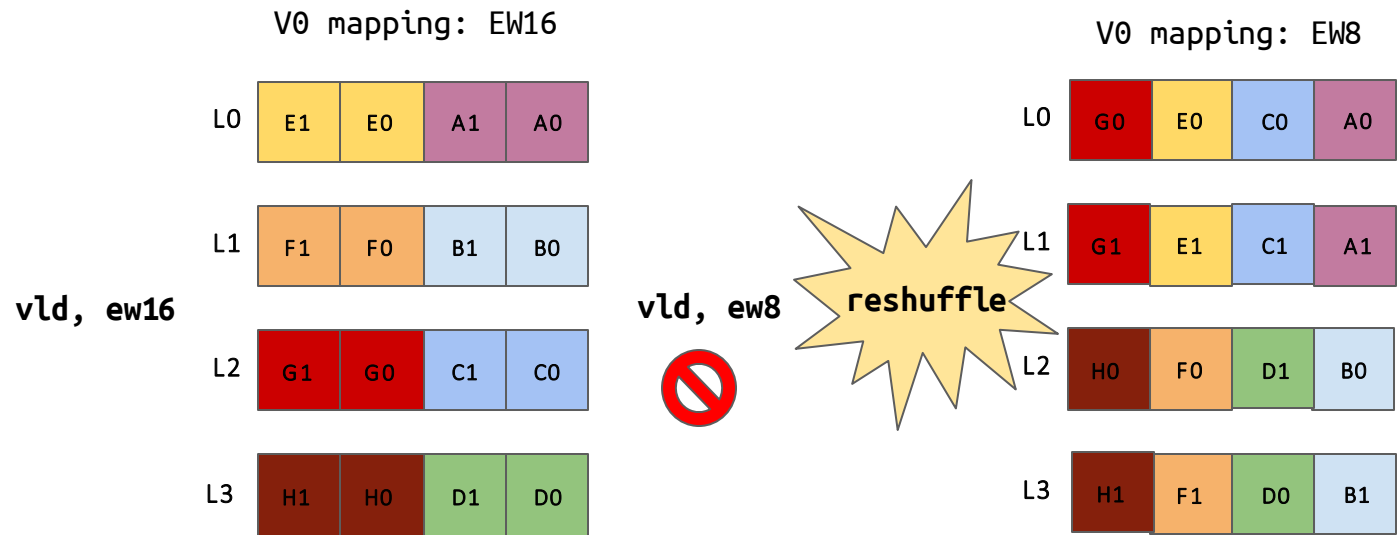 V0 mapping: EW16
L0 E1 E0 A1 A0
L1 F1 F0 B1 B0
vld, ew16
L2 G1 G0 C1 C0
L3 H1 H0 D1 D0
vld, ew8
reshuffle
V0 mapping: EW8
L0 G0 E0 C0 A0
L1 G1 E1 C1 A1
L2 H0 F0 D1 B0
L3 H1 F1 D0 B1